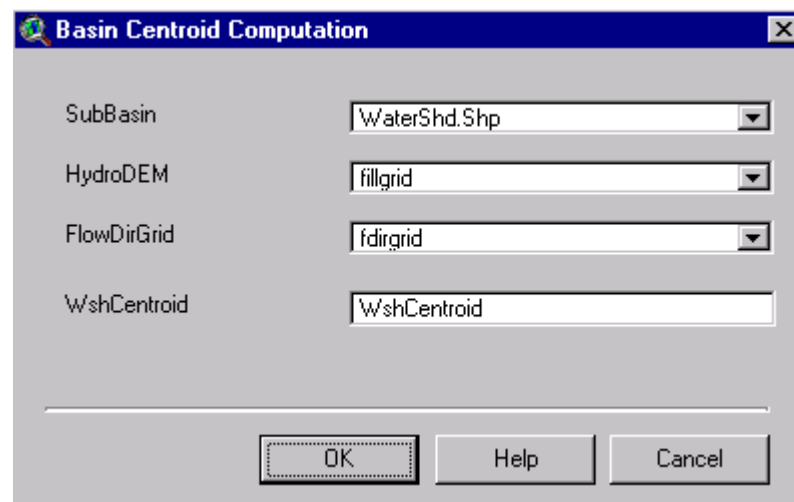 Basin Centroid Computation
SubBasin WaterShd.Shp
HydroDEM fillgrid
FlowDirGrid fdirgrid
WshCentroid WshCentroid
OK Help Cancel